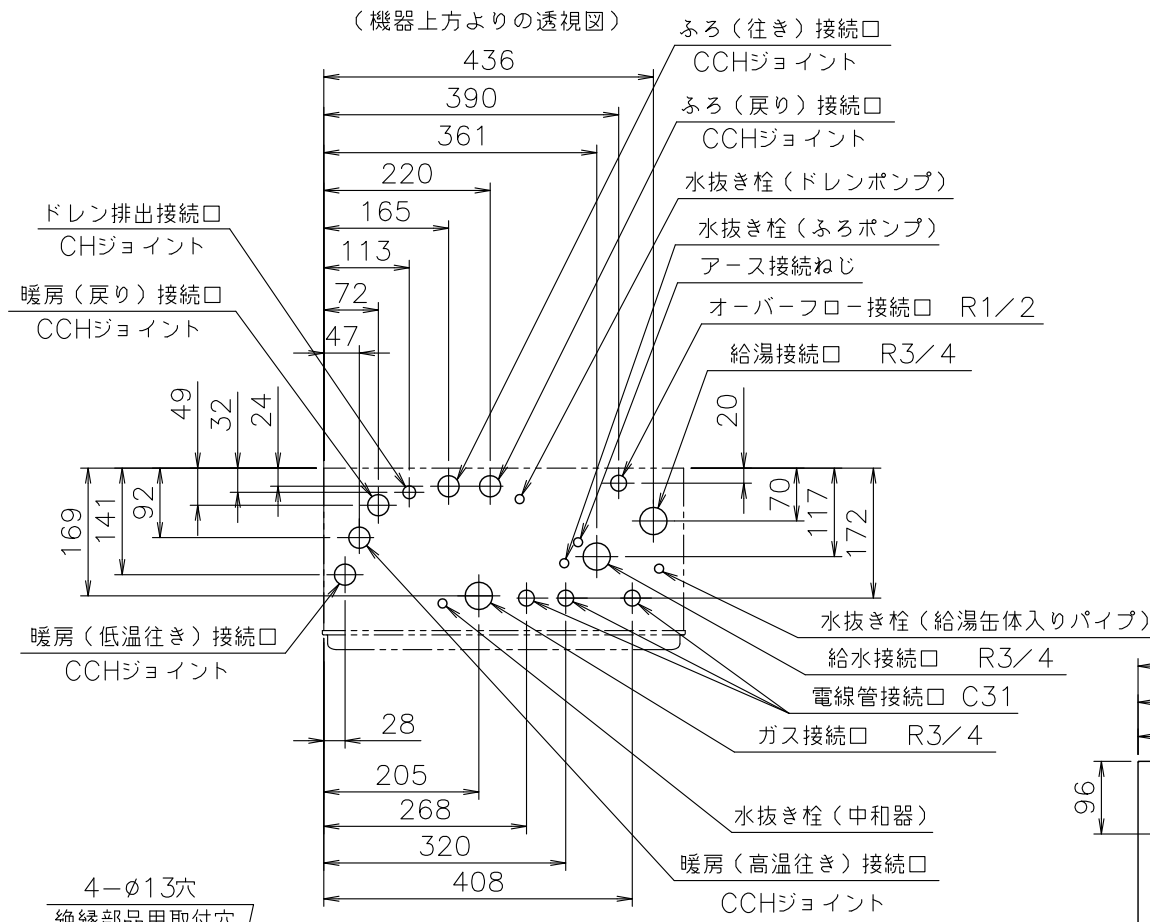 (機器上方よりの透視図)
ふろ(往き)接続口
CCHジョイント
436
390
ふろ(戻り)接続口
CCHジョイント
361
220
水抜き栓(ドレンポンプ)
ドレン排出接続口
CHジョイント
165
水抜き栓(ふろポンプ)
113
アース接続ねじ
暖房(戻り)接続口
CCHジョイント
72
オーバーフロー接続口 R1/2
47
給湯接続口 R3/4
49
32
24
20
169
141
92
70
117
172
水抜き栓(給湯缶体入りパイプ)
暖房(低温往き)接続口
CCHジョイント
給水接続口 R3/4
電線管接続口 C31
28
ガス接続口 R3/4
205
96
268
水抜き栓(中和器)
320
暖房(高温往き)接続口
CCHジョイント
408
4-φ13穴
絶縁部品用取付穴